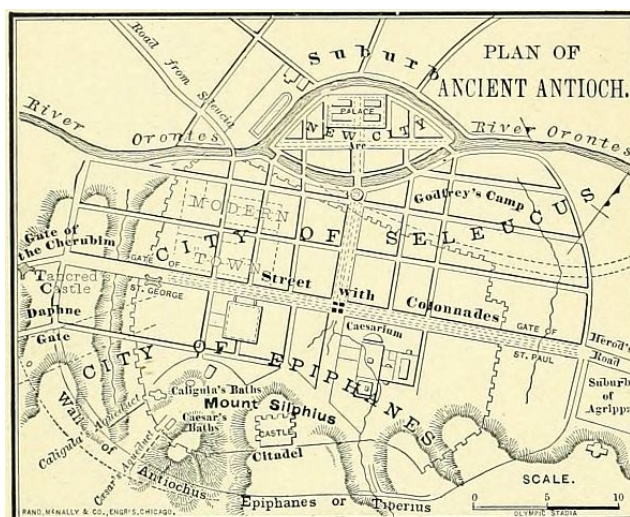 PLAN OF
ANCIENT ANTIOCH.
Suburb
Road from Seleucia
River Orontes
River Orontes
PALACE
NEW CITY
Arc
Godfrey's Camp
MODERN
TOWN
CITY OF SELEUCUS
Gate of
the Cherubim
Tancred
Castle
GATE OF
ST. GEORGE
Street with Colonnades
Daphne
Gate
Caesarium
GATE OF
ST. PAUL
Herod's
Road
Suburb
of
Agrippa
CITY OF EPIPHANES
Caligula's Baths
Mount Silphius
Caesar's
Baths
CASTLE
Citadel
Caligula Aqueduct
Cesar's Aqueduct
Wall of Antiochus Epiphanes or Tiberius
SCALE.
0 5 10
OLYMPIC STADIA
RAND, McNALLY & CO., ENGR'S, CHICAGO.